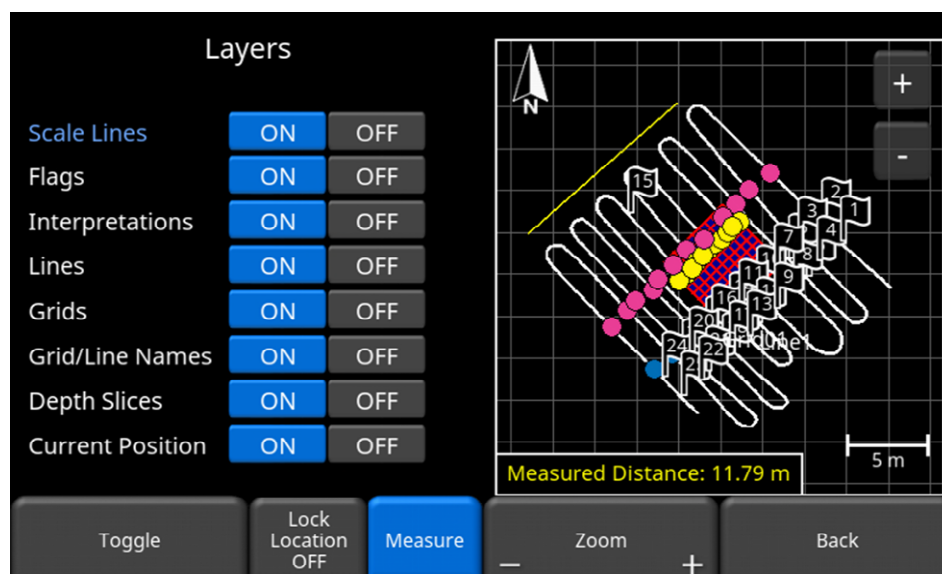 Layers
Scale Lines ON OFF
Flags ON OFF
Interpretations ON OFF
Lines ON OFF
Grids ON OFF
Grid/Line Names ON OFF
Depth Slices ON OFF
Current Position ON OFF
N
+
-
15
2
3
1
4
7
8
9
11
16
13
20
24
22
5 m
Measured Distance: 11.79 m
Toggle
Lock
Location
OFF
Measure
Zoom
– +
Back